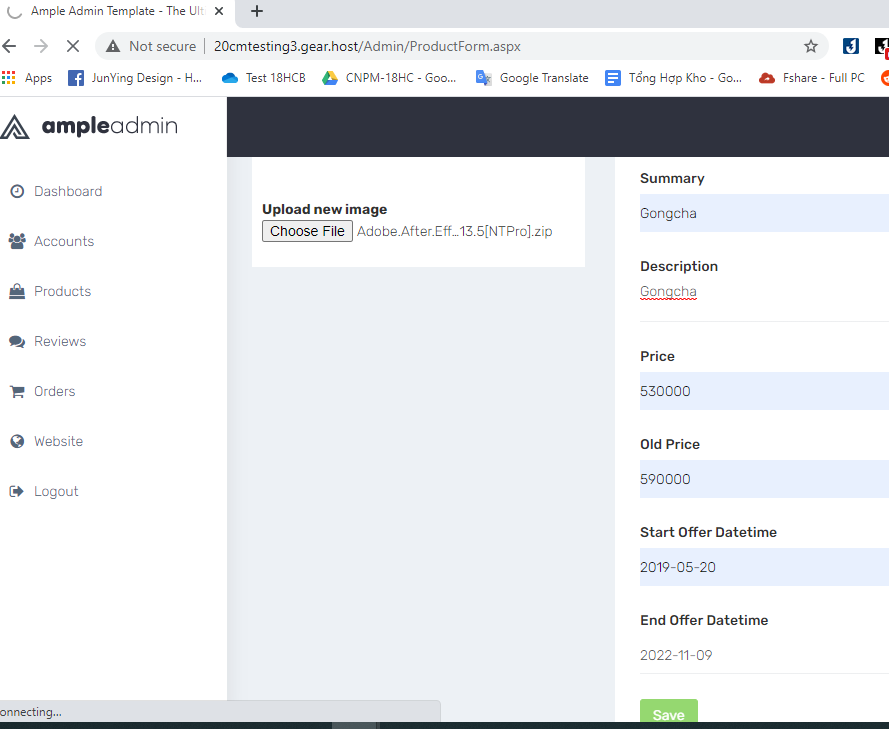 Ample Admin Template - The Ult
Not secure
20cmtesting3.gear.host/Admin/ProductForm.aspx
Apps
JunYing Design - H...
Test 18HCB
CNPM-18HC - Goo...
Google Translate
Tổng Hợp Kho - Go...
Fshare - Full PC
ampleadmin
Dashboard
Accounts
Products
Reviews
Orders
Website
Logout
Upload new image
Choose File Adobe.After.Eff...13.5[NTPro].zip
Summary
Gongcha
Description
Gongcha
Price
530000
Old Price
590000
Start Offer Datetime
2019-05-20
End Offer Datetime
2022-11-09
Save
onnecting...